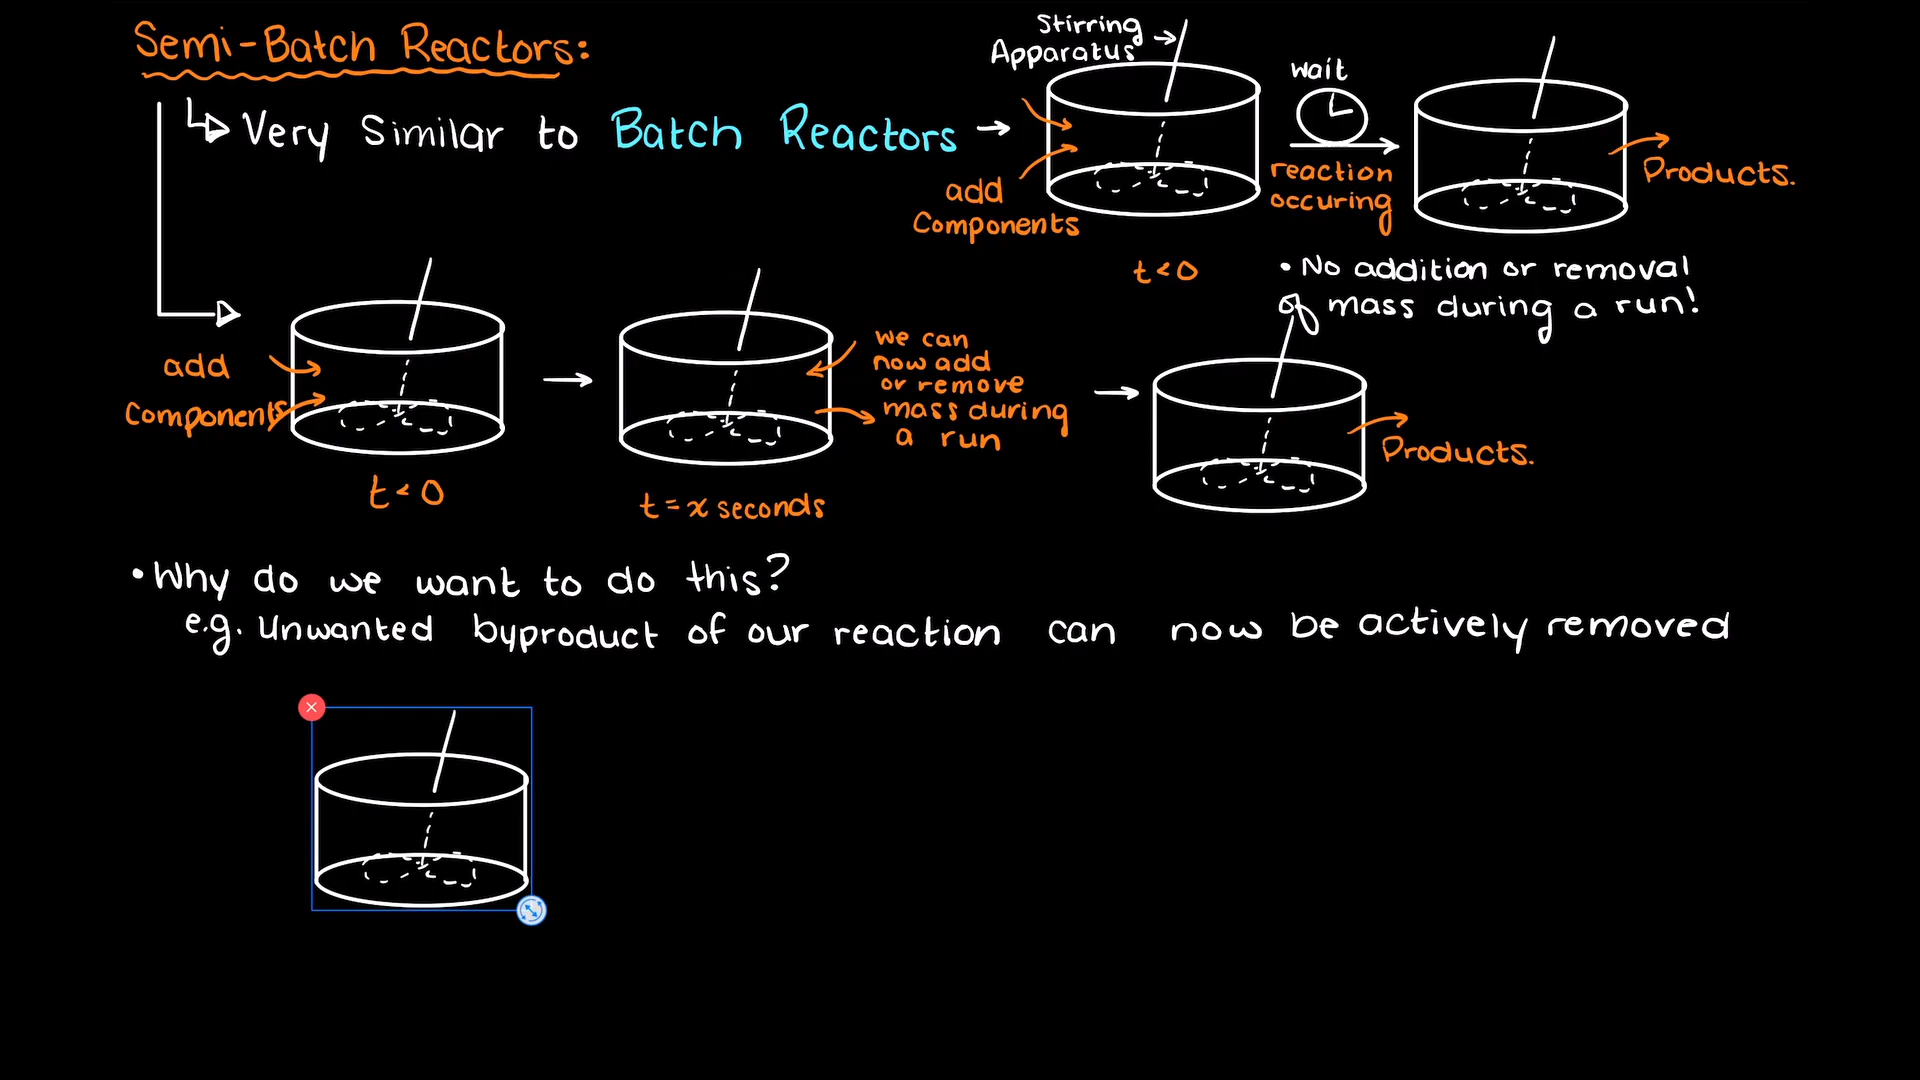 Semi-Batch Reactors:
Very Similar to Batch Reactors
Stirring
Apparatus
add
Components
t < 0
wait
reaction
occuring
Products.
• No addition or removal
of mass during a run!
add
Components
t < 0
t = x seconds
we can
now add
or remove
mass during
a run
Products.
• Why do we want to do this?
e.g. Unwanted byproduct of our reaction can now be actively removed